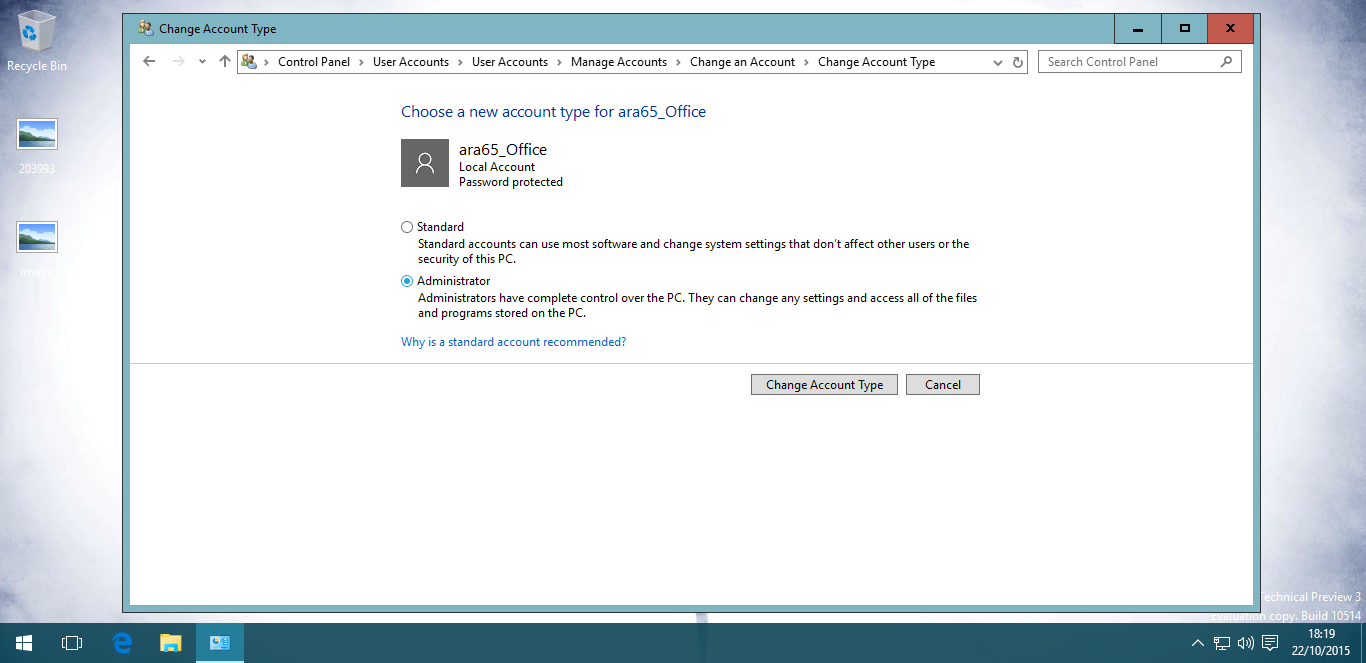 Recycle Bin
203993
image
Change Account Type
Control Panel
User Accounts
User Accounts
Manage Accounts
Change an Account
Change Account Type
Search Control Panel
Choose a new account type for ara65_Office
ara65_Office
Local Account
Password protected
Standard
Standard accounts can use most software and change system settings that don't affect other users or the
security of this PC.
Administrator
Administrators have complete control over the PC. They can change any settings and access all of the files
and programs stored on the PC.
Why is a standard account recommended?
Change Account Type
Cancel
Technical Preview 3
Evaluation copy. Build 10514
18:19
22/10/2015